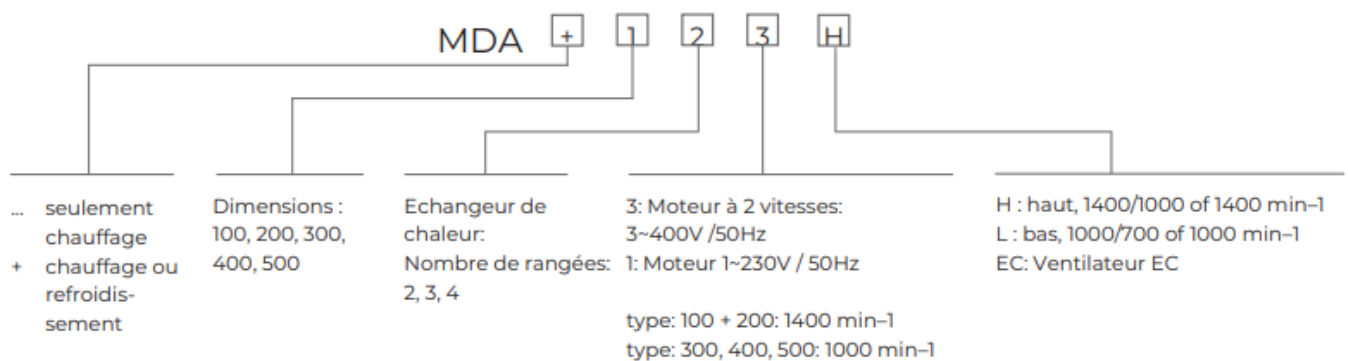 MDA + 1 2 3 H
... seulement
chauffage
+ chauffage ou
refroidis-
sement
Dimensions :
100, 200, 300,
400, 500
Echangeur de
chaleur:
Nombre de rangées:
2, 3, 4
3: Moteur à 2 vitesses:
3~400V /50Hz
1: Moteur 1~230V / 50Hz
type: 100 + 200: 1400 min–1
type: 300, 400, 500: 1000 min–1
H : haut, 1400/1000 of 1400 min–1
L : bas, 1000/700 of 1000 min–1
EC: Ventilateur EC